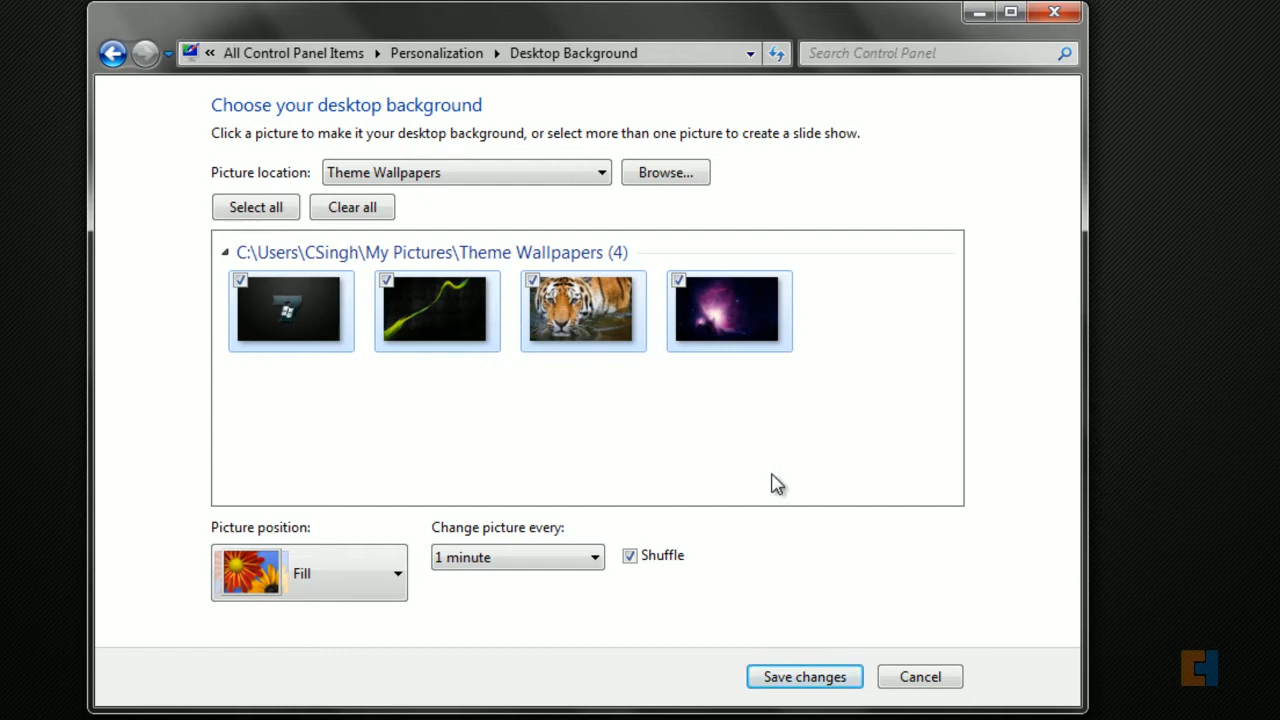 « All Control Panel Items Personalization Desktop Background Search Control Panel
Choose your desktop background
Click a picture to make it your desktop background, or select more than one picture to create a slide show.
Picture location: Theme Wallpapers Browse...
Select all Clear all
C:\Users\CSingh\My Pictures\Theme Wallpapers (4)
7
Picture position: Change picture every:
Fill 1 minute Shuffle
Save changes Cancel